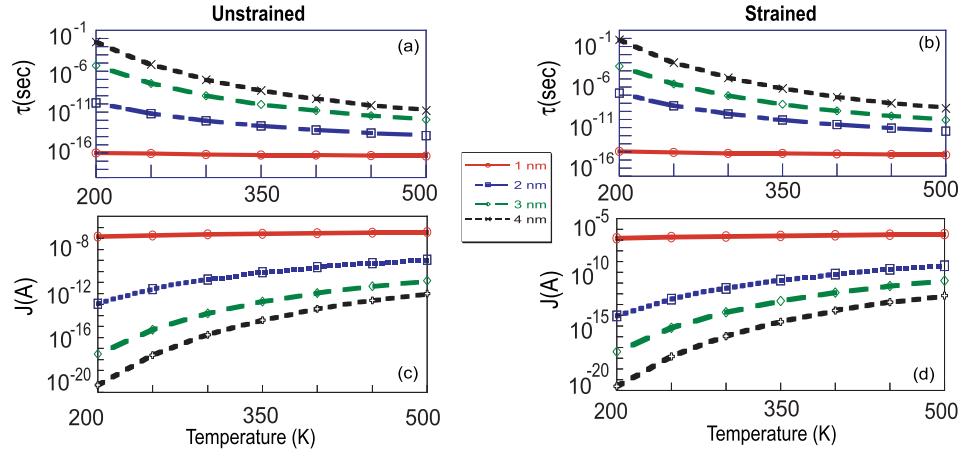 Unstrained
Strained
10^-1
10^-6
10^-11
10^-16
τ(sec)
(a)
200
350
500
10^-1
10^-6
10^-11
10^-16
τ(sec)
(b)
200
350
500
1 nm
2 nm
3 nm
4 nm
10^-8
10^-12
10^-16
10^-20
J(A)
(c)
200
350
500
Temperature (K)
10^-5
10^-10
10^-15
10^-20
J(A)
(d)
200
350
500
Temperature (K)